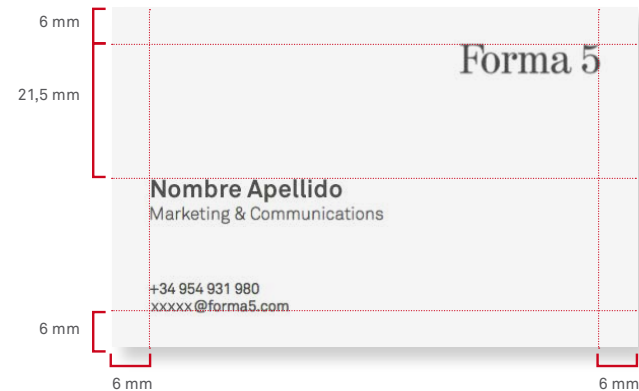 6 mm
Forma 5
21,5 mm
Nombre Apellido
Marketing & Communications
+34 954 931 980
xxxxx@forma5.com
6 mm
6 mm
6 mm